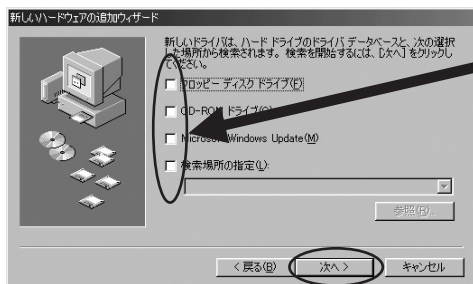 新しいハードウェアの追加ウィザード
新しいドライバは、ハード ドライブのドライバ データベースと、次の選択
した場所から検索されます。検索を開始するには、[次へ] をクリックし
てください。
フロッピー ディスク ドライブ(F)
CD-ROM ドライブ(C)
Microsoft Windows Update(M)
検索場所の指定(L):
参照(R)...
< 戻る(B)
次へ >
キャンセル